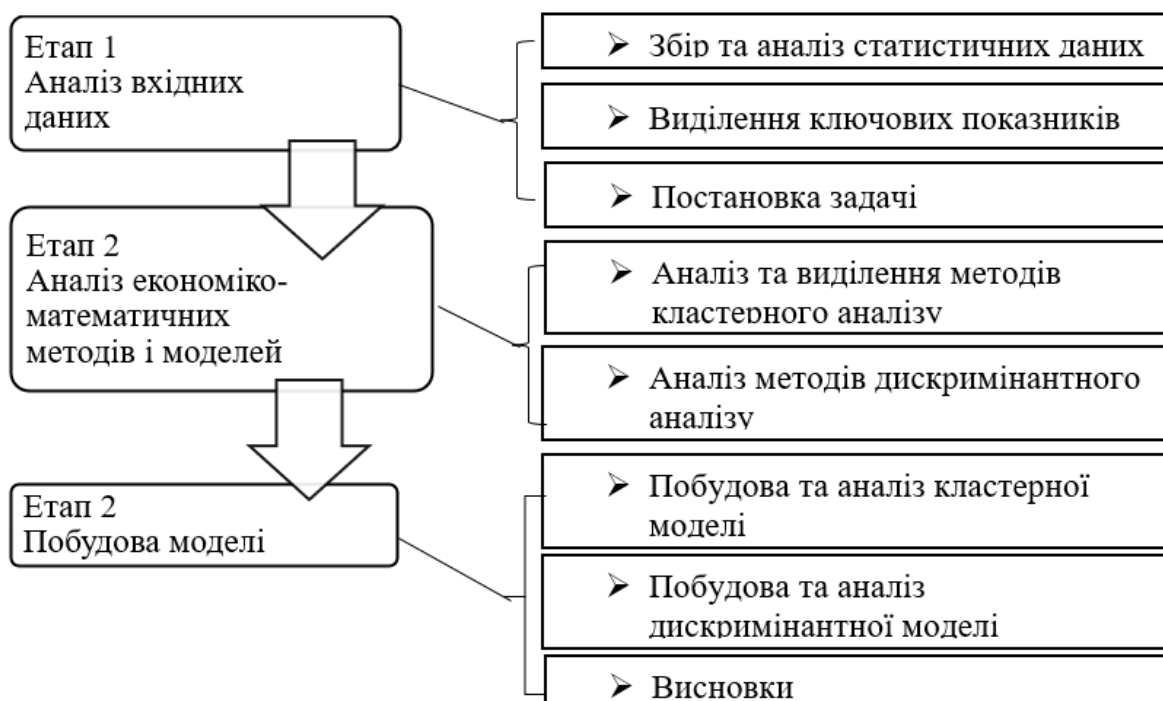 Етап 1
Аналіз вхідних
даних
➢ Збір та аналіз статистичних даних
➢ Виділення ключових показників
➢ Постановка задачі
Етап 2
Аналіз економіко-
математичних
методів і моделей
➢ Аналіз та виділення методів
кластерного аналізу
➢ Аналіз методів дискримінантного
аналізу
Етап 2
Побудова моделі
➢ Побудова та аналіз кластерної
моделі
➢ Побудова та аналіз
дискримінантної моделі
➢ Висновки